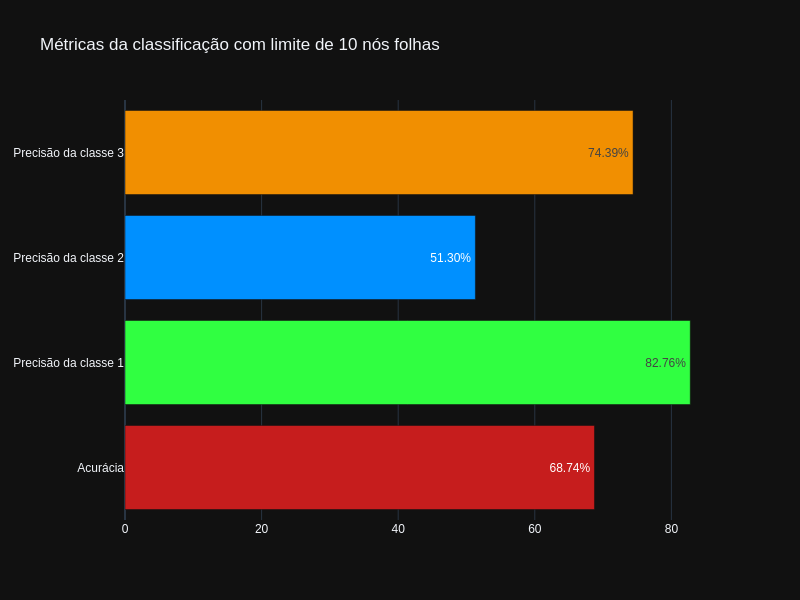 Métricas da classificação com limite de 10 nós folhas
Precisão da classe 3
74.39%
Precisão da classe 2
51.30%
Precisão da classe 1
82.76%
Acurácia
68.74%
0 20 40 60 80